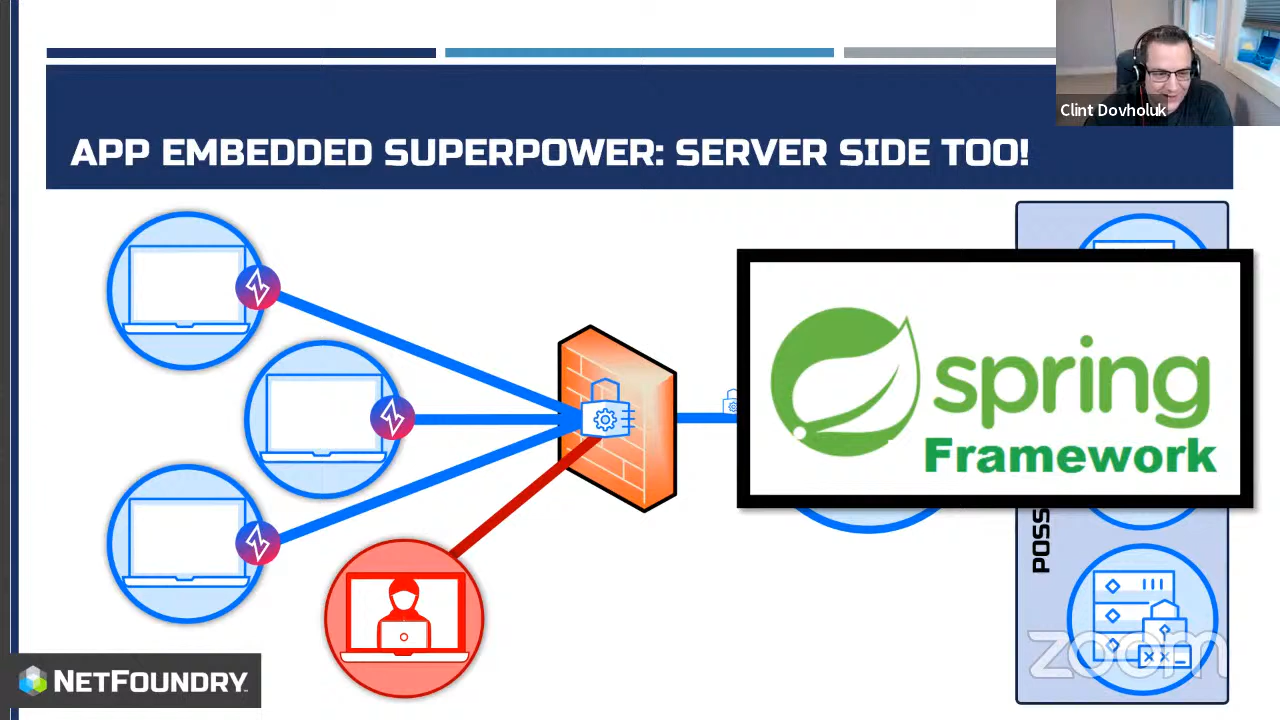 Clint Dovholuk
APP EMBEDDED SUPERPOWER: SERVER SIDE TOO!
spring
Framework
POSS
zoom
NETFOUNDRY